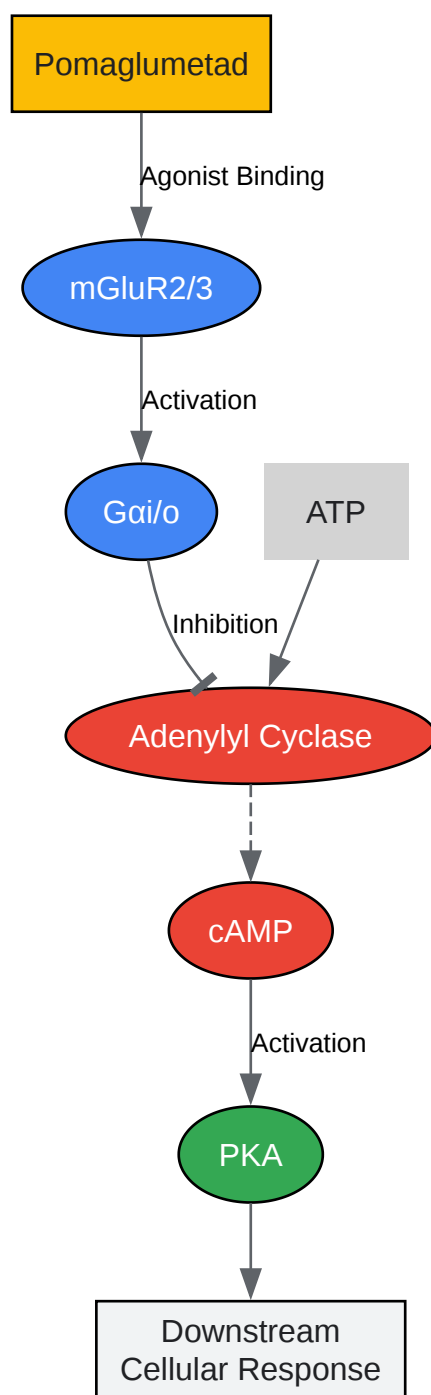 Pomaglumetad
Agonist Binding
mGluR2/3
Activation
Gαi/o
ATP
Inhibition
Adenylyl Cyclase
cAMP
Activation
PKA
Downstream
Cellular Response